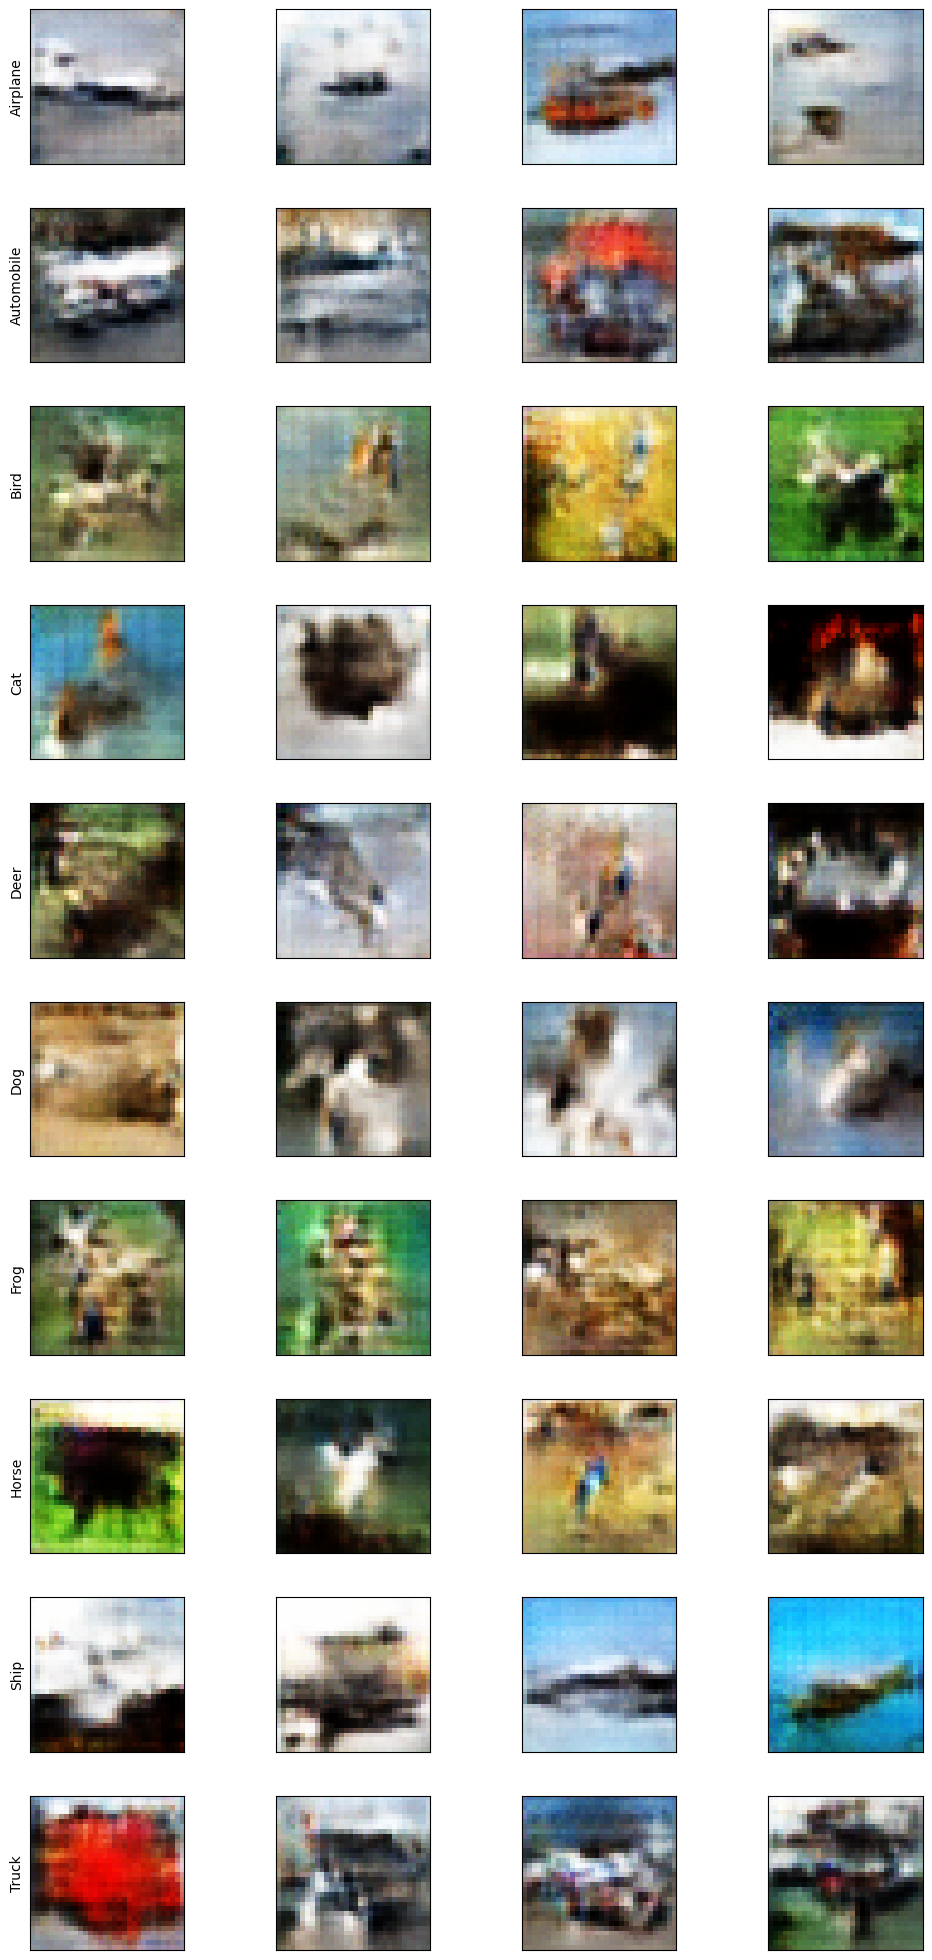 Airplane
Automobile
Bird
Cat
Deer
Dog
Frog
Horse
Ship
Truck